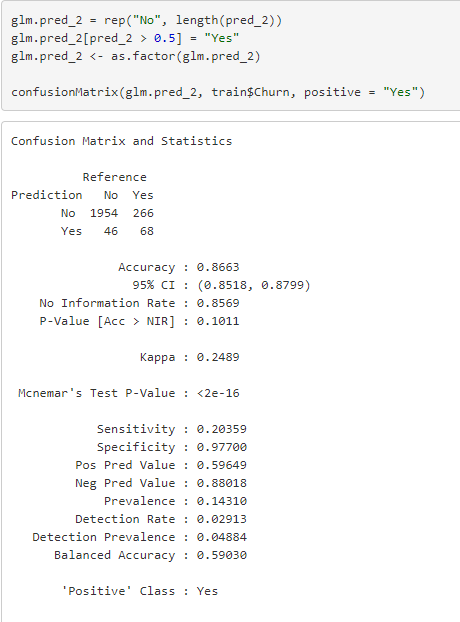 glm.pred_2 = rep("No", length(pred_2))
glm.pred_2[pred_2 > 0.5] = "Yes"
glm.pred_2 <- as.factor(glm.pred_2)
confusionMatrix(glm.pred_2, train$Churn, positive = "Yes")
Confusion Matrix and Statistics
Reference
Prediction No Yes
No 1954 266
Yes 46 68
Accuracy : 0.8663
95% CI : (0.8518, 0.8799)
No Information Rate : 0.8569
P-Value [Acc > NIR] : 0.1011
Kappa : 0.2489
Mcnemar's Test P-Value : <2e-16
Sensitivity : 0.20359
Specificity : 0.97700
Pos Pred Value : 0.59649
Neg Pred Value : 0.88018
Prevalence : 0.14310
Detection Rate : 0.02913
Detection Prevalence : 0.04884
Balanced Accuracy : 0.59030
'Positive' Class : Yes